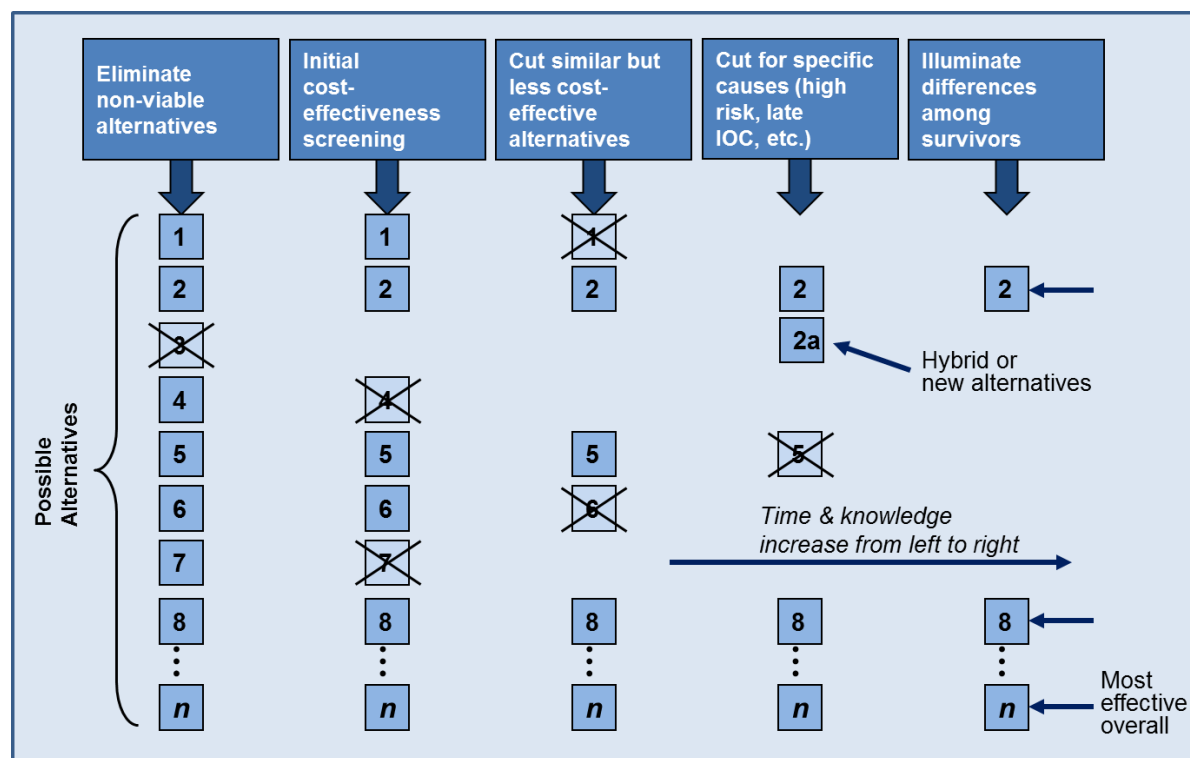 Eliminate
non-viable
alternatives
Initial
cost-
effectiveness
screening
Cut similar but
less cost-
effective
alternatives
Cut for specific
causes (high
risk, late
IOC, etc.)
Illuminate
differences
among
survivors
Possible
Alternatives
1
2
3
4
5
6
7
8
n
1
2
4
5
6
7
8
n
1
2
5
6
8
n
2
2a
5
8
n
2
8
n
Hybrid or
new alternatives
Time & knowledge
increase from left to right
Most
effective
overall